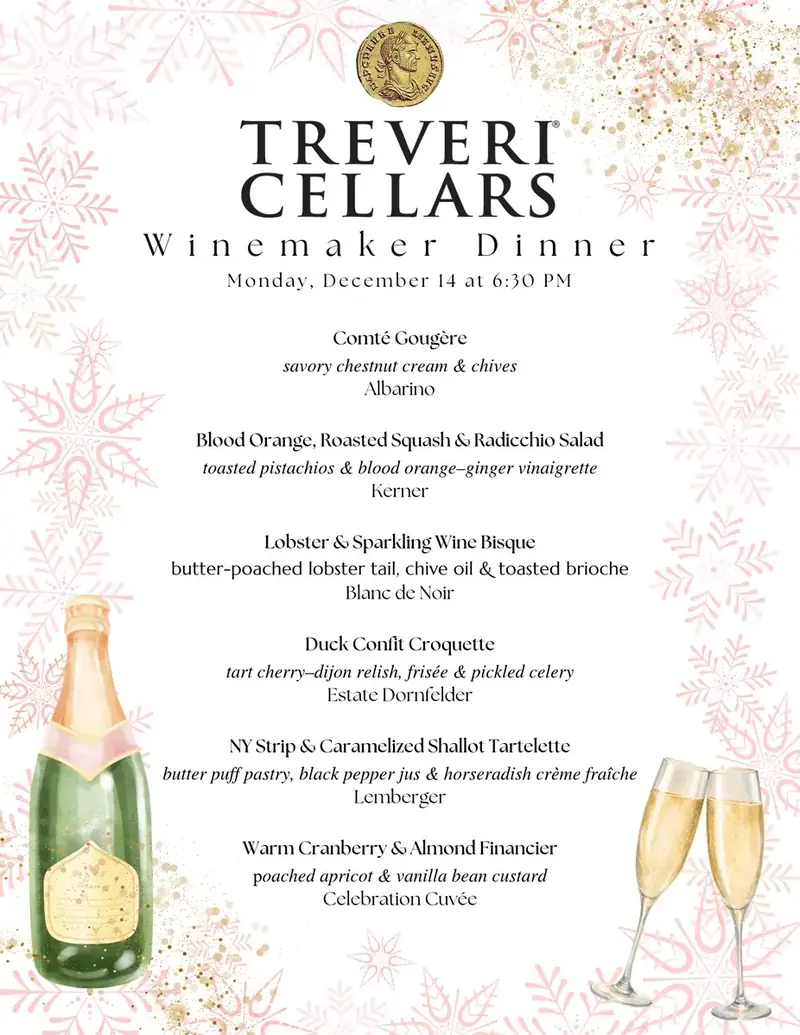 TREVERI®
CELLARS
Winemaker Dinner
Monday, December 14 at 6:30 PM
Comté Gougère
savory chestnut cream & chives
Albarino
Blood Orange, Roasted Squash & Radicchio Salad
toasted pistachios & blood orange–ginger vinaigrette
Kerner
Lobster & Sparkling Wine Bisque
butter-poached lobster tail, chive oil & toasted brioche
Blanc de Noir
Duck Confit Croquette
tart cherry–dijon relish, frisée & pickled celery
Estate Dornfelder
NY Strip & Caramelized Shallot Tartelette
butter puff pastry, black pepper jus & horseradish crème fraîche
Lemberger
Warm Cranberry & Almond Financier
poached apricot & vanilla bean custard
Celebration Cuvée